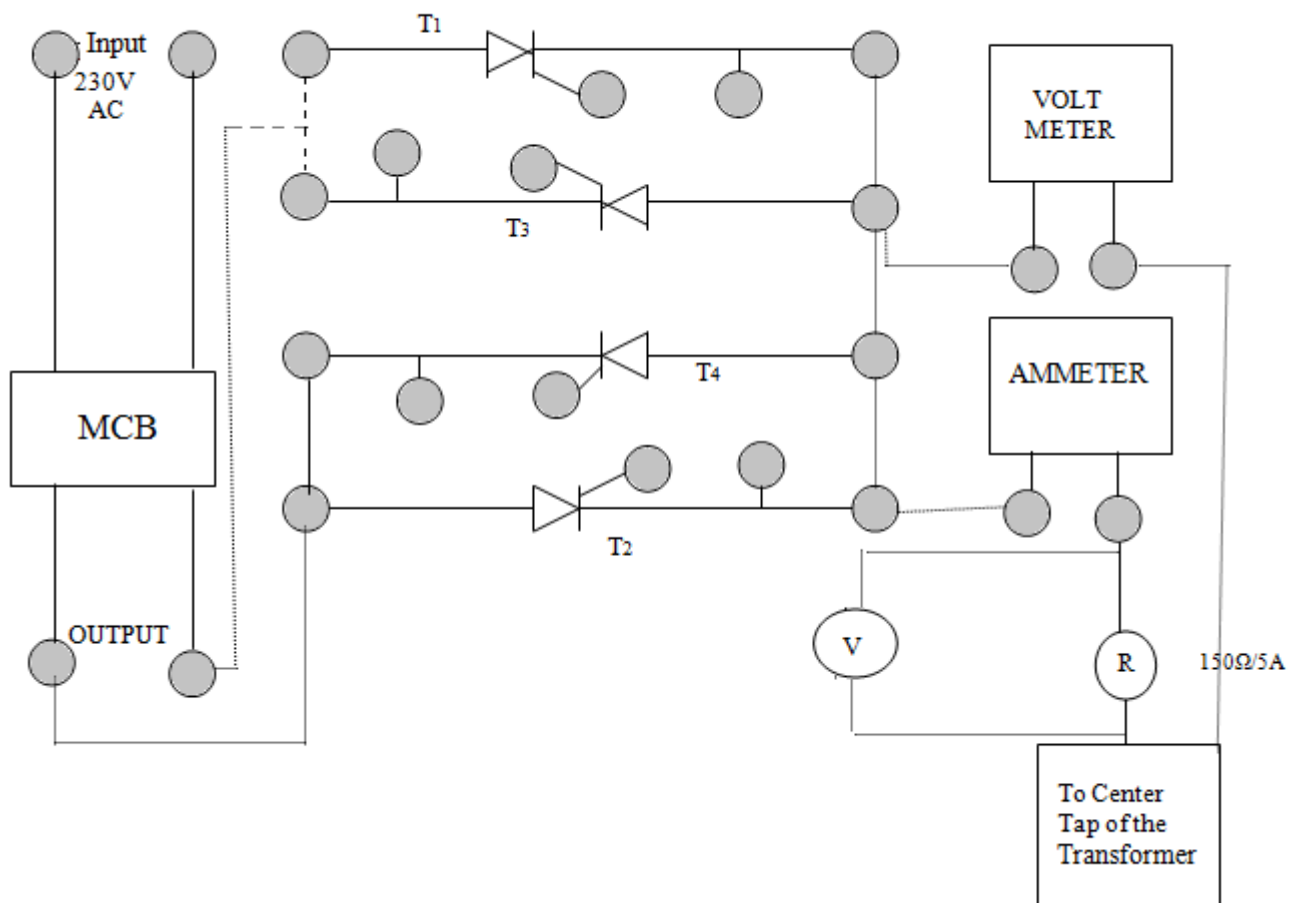 Input
230V
AC
T1
VOLT
METER
T3
T4
AMMETER
MCB
T2
OUTPUT
V
R
150Ω/5A
To Center
Tap of the
Transformer